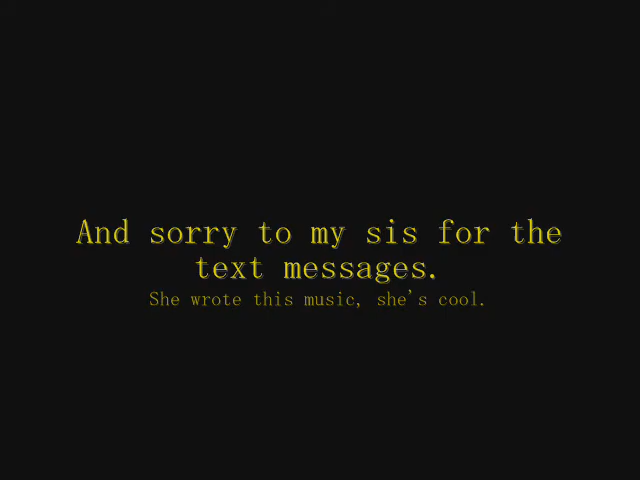 And sorry to my sis for the
text messages.
She wrote this music, she's cool.